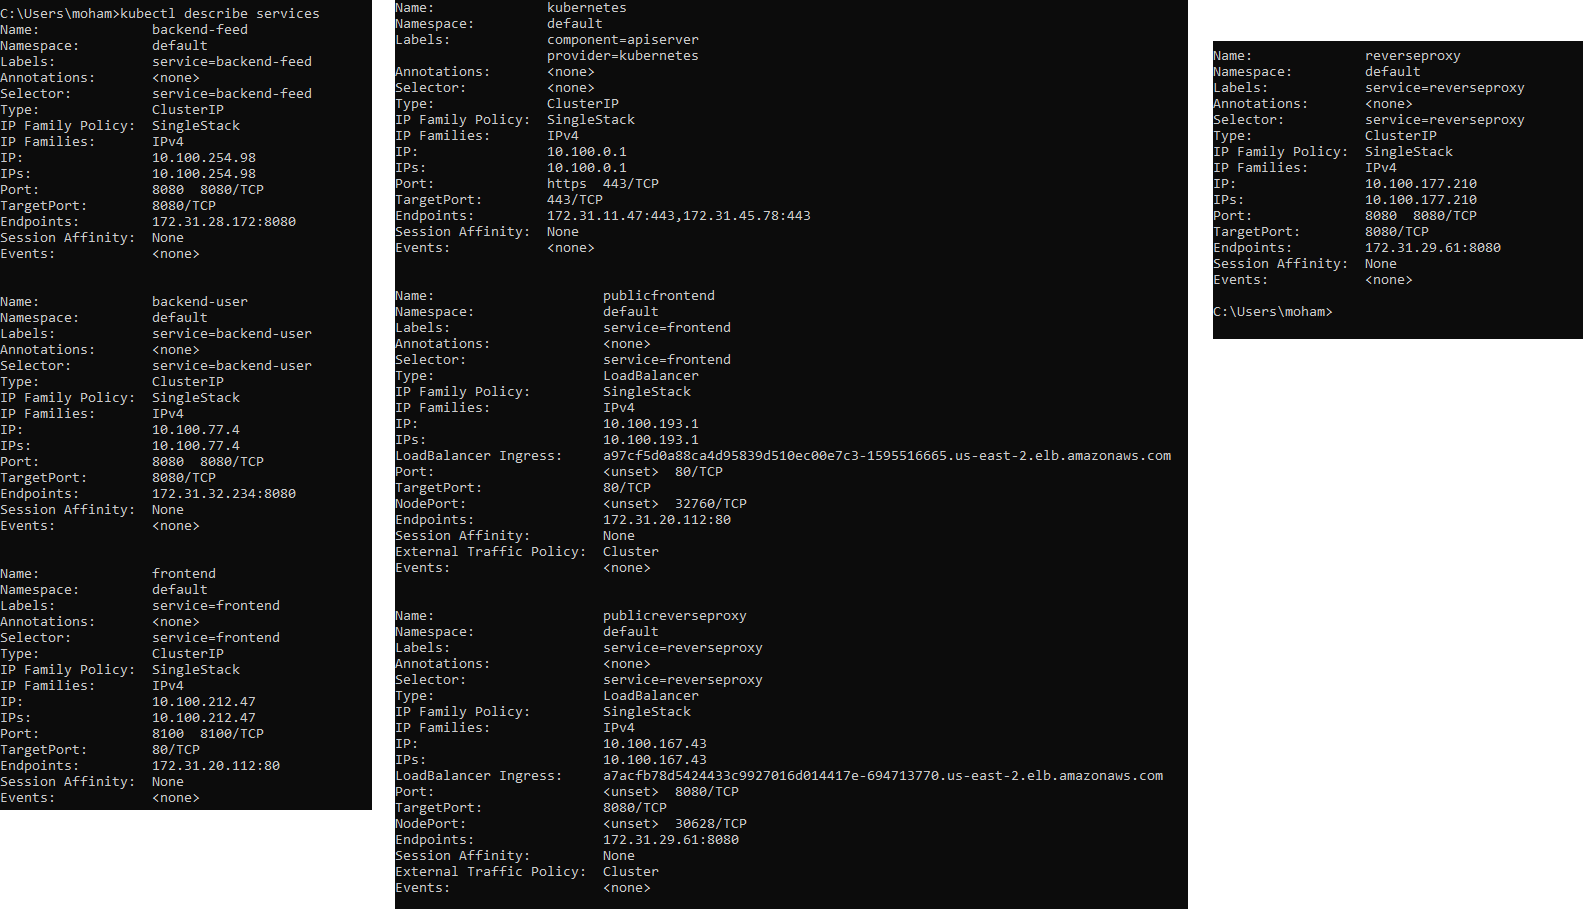 C:\Users\moham>kubectl describe services
Name:              backend-feed
Namespace:         default
Labels:            service=backend-feed
Annotations:       <none>
Selector:          service=backend-feed
Type:              ClusterIP
IP Family Policy:  SingleStack
IP Families:       IPv4
IP:                10.100.254.98
IPs:               10.100.254.98
Port:              8080  8080/TCP
TargetPort:        8080/TCP
Endpoints:         172.31.28.172:8080
Session Affinity:  None
Events:            <none>

Name:              backend-user
Namespace:         default
Labels:            service=backend-user
Annotations:       <none>
Selector:          service=backend-user
Type:              ClusterIP
IP Family Policy:  SingleStack
IP Families:       IPv4
IP:                10.100.77.4
IPs:               10.100.77.4
Port:              8080  8080/TCP
TargetPort:        8080/TCP
Endpoints:         172.31.32.234:8080
Session Affinity:  None
Events:            <none>

Name:              frontend
Namespace:         default
Labels:            service=frontend
Annotations:       <none>
Selector:          service=frontend
Type:              ClusterIP
IP Family Policy:  SingleStack
IP Families:       IPv4
IP:                10.100.212.47
IPs:               10.100.212.47
Port:              8100  8100/TCP
TargetPort:        80/TCP
Endpoints:         172.31.20.112:80
Session Affinity:  None
Events:            <none>

Name:              kubernetes
Namespace:         default
Labels:            component=apiserver
                   provider=kubernetes
Annotations:       <none>
Selector:          <none>
Type:              ClusterIP
IP Family Policy:  SingleStack
IP Families:       IPv4
IP:                10.100.0.1
IPs:               10.100.0.1
Port:              https  443/TCP
TargetPort:        443/TCP
Endpoints:         172.31.11.47:443,172.31.45.78:443
Session Affinity:  None
Events:            <none>

Name:                     publicfrontend
Namespace:                default
Labels:                   service=frontend
Annotations:              <none>
Selector:                 service=frontend
Type:                     LoadBalancer
IP Family Policy:         SingleStack
IP Families:              IPv4
IP:                       10.100.193.1
IPs:                      10.100.193.1
LoadBalancer Ingress:     a97cf5d0a88ca4d95839d510ec00e7c3-1595516665.us-east-2.elb.amazonaws.com
Port:                     <unset>  80/TCP
TargetPort:               80/TCP
NodePort:                 <unset>  32760/TCP
Endpoints:                172.31.20.112:80
Session Affinity:         None
External Traffic Policy:  Cluster
Events:                   <none>

Name:                     publicreverseproxy
Namespace:                default
Labels:                   service=reverseproxy
Annotations:              <none>
Selector:                 service=reverseproxy
Type:                     LoadBalancer
IP Family Policy:         SingleStack
IP Families:              IPv4
IP:                       10.100.167.43
IPs:                      10.100.167.43
LoadBalancer Ingress:     a7acfb78d5424433c9927016d014417e-694713770.us-east-2.elb.amazonaws.com
Port:                     <unset>  8080/TCP
TargetPort:               8080/TCP
NodePort:                 <unset>  30628/TCP
Endpoints:                172.31.29.61:8080
Session Affinity:         None
External Traffic Policy:  Cluster
Events:                   <none>

Name:              reverseproxy
Namespace:         default
Labels:            service=reverseproxy
Annotations:       <none>
Selector:          service=reverseproxy
Type:              ClusterIP
IP Family Policy:  SingleStack
IP Families:       IPv4
IP:                10.100.177.210
IPs:               10.100.177.210
Port:              8080  8080/TCP
TargetPort:        8080/TCP
Endpoints:         172.31.29.61:8080
Session Affinity:  None
Events:            <none>

C:\Users\moham>